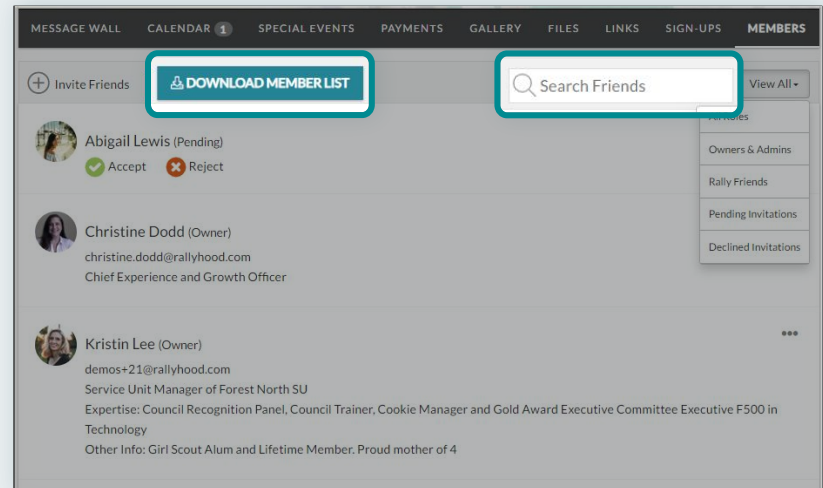 MESSAGE WALL CALENDAR 1 SPECIAL EVENTS PAYMENTS GALLERY FILES LINKS SIGN-UPS MEMBERS
Invite Friends DOWNLOAD MEMBER LIST Search Friends View All
All Roles
Abigail Lewis (Pending)
Accept Reject
Owners & Admins
Rally Friends
Pending Invitations
Declined Invitations
Christine Dodd (Owner)
christine.dodd@rallyhood.com
Chief Experience and Growth Officer
Kristin Lee (Owner)
demos+21@rallyhood.com
Service Unit Manager of Forest North SU
Expertise: Council Recognition Panel, Council Trainer, Cookie Manager and Gold Award Executive Committee Executive F500 in
Technology
Other Info: Girl Scout Alum and Lifetime Member. Proud mother of 4